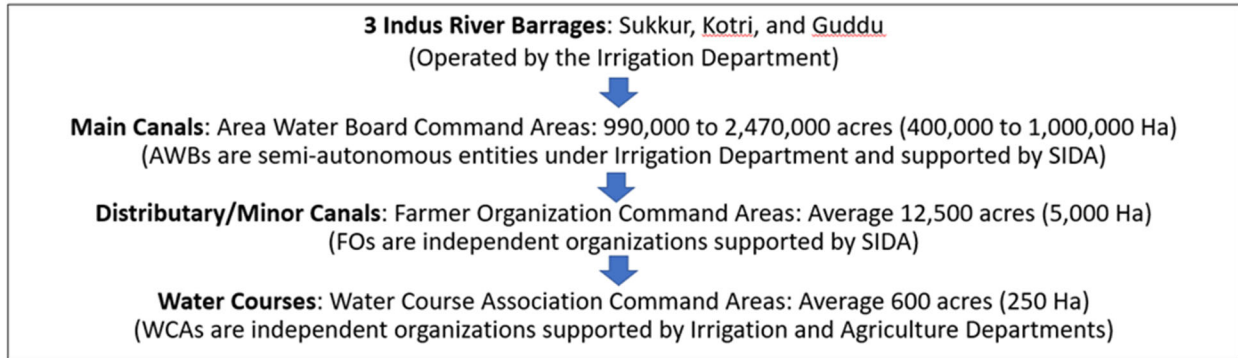 3 Indus River Barrages: Sukkur, Kotri, and Guddu
(Operated by the Irrigation Department)
Main Canals: Area Water Board Command Areas: 990,000 to 2,470,000 acres (400,000 to 1,000,000 Ha)
(AWBs are semi-autonomous entities under Irrigation Department and supported by SIDA)
Distributary/Minor Canals: Farmer Organization Command Areas: Average 12,500 acres (5,000 Ha)
(FOs are independent organizations supported by SIDA)
Water Courses: Water Course Association Command Areas: Average 600 acres (250 Ha)
(WCAs are independent organizations supported by Irrigation and Agriculture Departments)